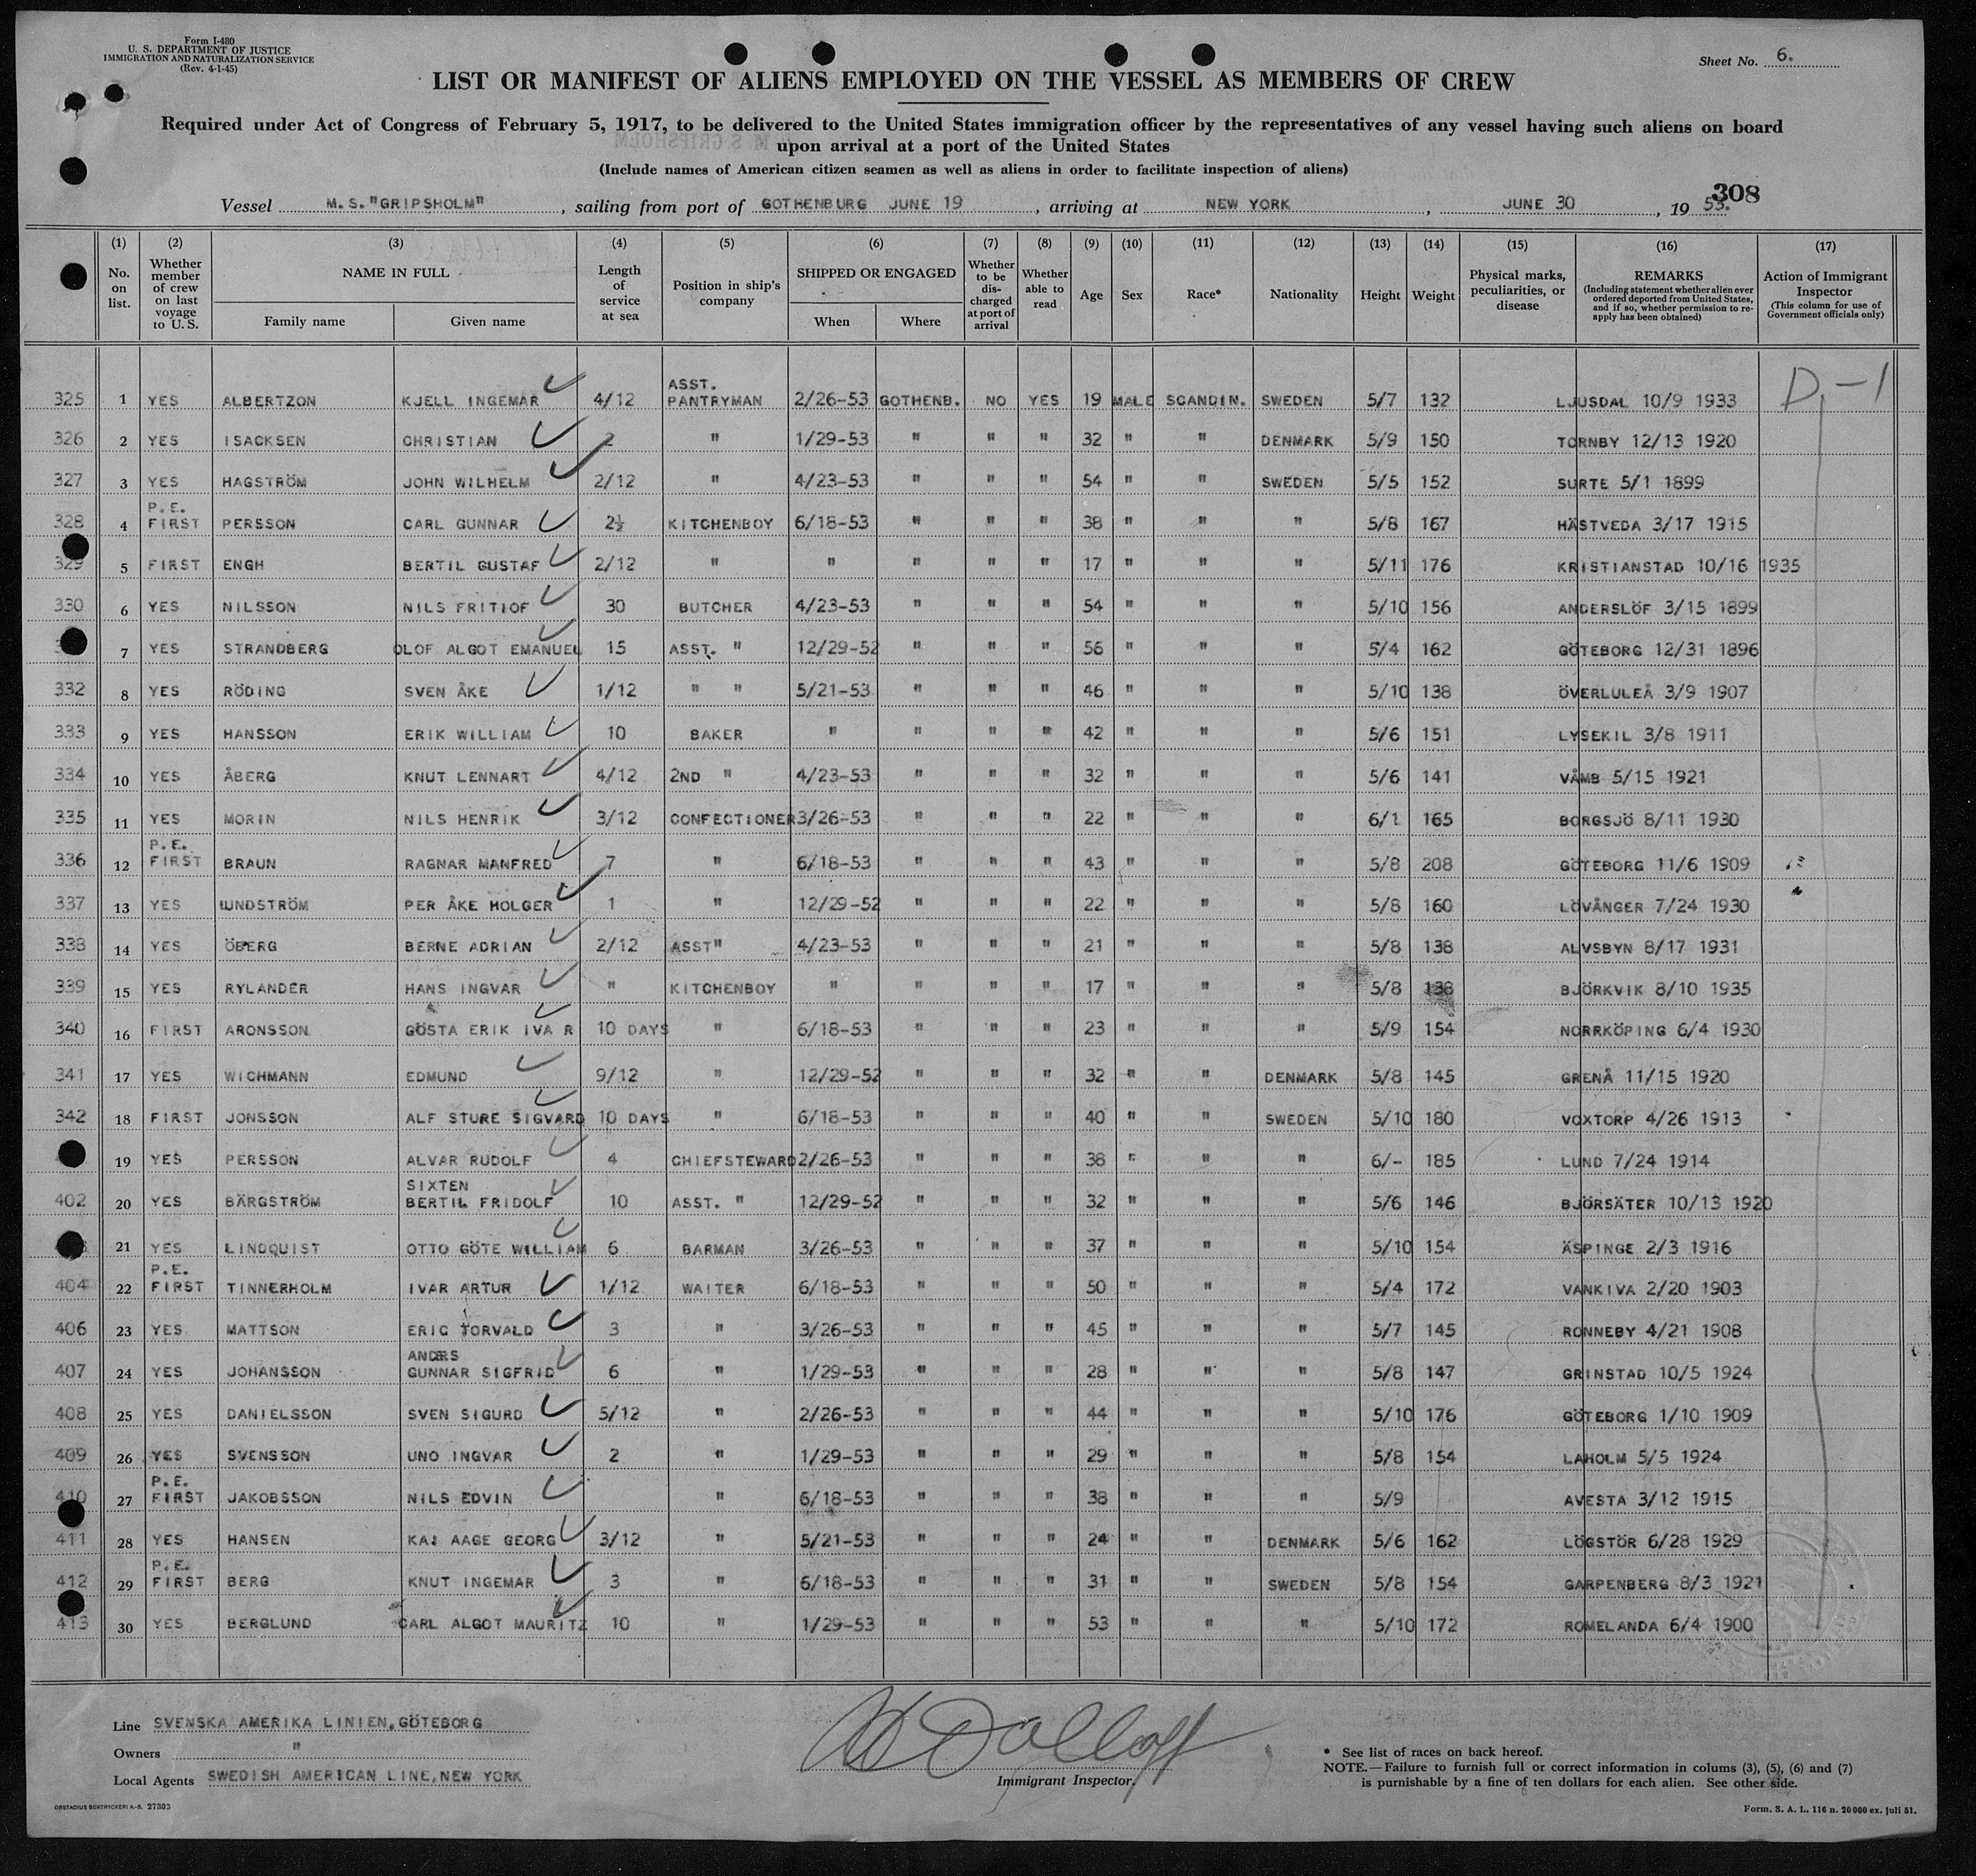 Form I-480
U. S. DEPARTMENT OF JUSTICE
IMMIGRATION AND NATURALIZATION SERVICE
(Rev. 4-1-45)
Sheet No. 6.
LIST OR MANIFEST OF ALIENS EMPLOYED ON THE VESSEL AS MEMBERS OF CREW
Required under Act of Congress of February 5, 1917, to be delivered to the United States immigration officer by the representatives of any vessel having such aliens on board
upon arrival at a port of the United States
(Include names of American citizen seamen as well as aliens in order to facilitate inspection of aliens)
308
Vessel M.S."GRIPSHOLM", sailing from port of GOTHENBURG JUNE 19, arriving at NEW YORK, JUNE 30, 1953.
(1) (2) (3) (4) (5) (6) (7) (8) (9) (10) (11) (12) (13) (14) (15) (16) (17)
No. on list. Whether member of crew on last voyage to U. S. NAME IN FULL Family name Given name Length of service at sea Position in ship's company SHIPPED OR ENGAGED When Where Whether to be dis-charged at port of arrival Whether able to read Age Sex Race* Nationality Height Weight Physical marks, peculiarities, or disease REMARKS (Including statement whether alien ever ordered deported from United States, and if so, whether permission to re-apply has been obtained) Action of Immigrant Inspector (This column for use of Government officials only)
D-1
325 1 YES ALBERTZON KJELL INGEMAR 4/12 ASST. PANTRYMAN 2/26-53 GOTHENB. NO YES 19 MALE SCANDIN. SWEDEN 5/7 132 LJUSDAL 10/9 1933
326 2 YES ISACKSEN CHRISTIAN 2 " 1/29-53 " " " 32 " " DENMARK 5/9 150 TORNBY 12/13 1920
327 3 YES HAGSTRÖM JOHN WILHELM 2/12 " 4/23-53 " " " 54 " " SWEDEN 5/5 152 SURTE 5/1 1899
328 4 P.E. FIRST PERSSON CARL GUNNAR 2½ KITCHENBOY 6/18-53 " " " 38 " " " 5/8 167 HÄSTVEDA 3/17 1915
329 5 FIRST ENGH BERTIL GUSTAF 2/12 " " " " " 17 " " " 5/11 176 KRISTIANSTAD 10/16 1935
330 6 YES NILSSON NILS FRITIOF 30 BUTCHER 4/23-53 " " " 54 " " " 5/10 156 ANDERSLÖF 3/15 1899
7 YES STRANDBERG OLOF ALGOT EMANUEL 15 ASST. " 12/29-52 " " " 56 " " " 5/4 162 GÖTEBORG 12/31 1896
332 8 YES RÖDING SVEN ÅKE 1/12 " " 5/21-53 " " " 46 " " " 5/10 138 ÖVERLULEÅ 3/9 1907
333 9 YES HANSSON ERIK WILLIAM 10 BAKER " " " " 42 " " " 5/6 151 LYSEKIL 3/8 1911
334 10 YES ÅBERG KNUT LENNART 4/12 2ND " 4/23-53 " " " 32 " " " 5/6 141 VÅMB 5/15 1921
335 11 YES MORIN NILS HENRIK 3/12 CONFECTIONER 3/26-53 " " " 22 " " " 6/1 165 BORGSJÖ 8/11 1930
336 12 P.E. FIRST BRAUN RAGNAR MANFRED 7 " 6/18-53 " " " 43 " " " 5/8 208 GÖTEBORG 11/6 1909
337 13 YES LUNDSTRÖM PER ÅKE HOLGER 1 " 12/29-52 " " " 22 " " " 5/8 160 LÖVÅNGER 7/24 1930
338 14 YES ÖBERG BERNE ADRIAN 2/12 ASST" 4/23-53 " " " 21 " " " 5/8 138 ALVSBYN 8/17 1931
339 15 YES RYLANDER HANS INGVAR " KITCHENBOY " " " " 17 " " " 5/8 138 BJÖRKVIK 8/10 1935
340 16 FIRST ARONSSON GÖSTA ERIK IVA R 10 DAYS " 6/18-53 " " " 23 " " " 5/9 154 NORRKÖPING 6/4 1930
341 17 YES WICHMANN EDMUND 9/12 " 12/29-52 " " " 32 " " DENMARK 5/8 145 GRENÅ 11/15 1920
342 18 FIRST JONSSON ALF STURE SIGVARD 10 DAYS " 6/18-53 " " " 40 " " SWEDEN 5/10 180 VOXTORP 4/26 1913
19 YES PERSSON ALVAR RUDOLF 4 CHIEFSTEWARD 2/26-53 " " " 38 " " " 6/- 185 LUND 7/24 1914
402 20 YES BÄRGSTRÖM SIXTEN BERTIL FRIDOLF 10 ASST. " 12/29-52 " " " 32 " " " 5/6 146 BJÖRSÄTER 10/13 1920
21 YES LINDQUIST OTTO GÖTE WILLIAM 6 BARMAN 3/26-53 " " " 37 " " " 5/10 154 ÄSPINGE 2/3 1916
404 22 P.E. FIRST TINNERHOLM IVAR ARTUR 1/12 WAITER 6/18-53 " " " 50 " " " 5/4 172 VANKIVA 2/20 1903
406 23 YES MATTSON ERIC TORVALD 3 " 3/26-53 " " " 45 " " " 5/7 145 RONNEBY 4/21 1908
407 24 YES JOHANSSON ANDERS GUNNAR SIGFRID 6 " 1/29-53 " " " 28 " " " 5/8 147 GRINSTAD 10/5 1924
408 25 YES DANIELSSON SVEN SIGURD 5/12 " 2/26-53 " " " 44 " " " 5/10 176 GÖTEBORG 1/10 1909
409 26 YES SVENSSON UNO INGVAR 2 " 1/29-53 " " " 29 " " " 5/8 154 LAHOLM 5/5 1924
410 27 P.E. FIRST JAKOBSSON NILS EDVIN " 6/18-53 " " " 38 " " " 5/9 AVESTA 3/12 1915
411 28 YES HANSEN KAJ AAGE GEORG 3/12 " 5/21-53 " " " 24 " " DENMARK 5/6 162 LÖGSTÖR 6/28 1929
412 29 P.E. FIRST BERG KNUT INGEMAR 3 " 6/18-53 " " " 31 " " SWEDEN 5/8 154 GARPENBERG 8/3 1921
413 30 YES BERGLUND CARL ALGOT MAURITZ 10 " 1/29-53 " " " 53 " " " 5/10 172 ROMELANDA 6/4 1900
Line SVENSKA AMERIKA LINIEN, GÖTEBORG
Owners "
Local Agents SWEDISH AMERICAN LINE, NEW YORK
Immigrant Inspector.
* See list of races on back hereof.
NOTE.—Failure to furnish full or correct information in colums (3), (5), (6) and (7)
is purnishable by a fine of ten dollars for each alien. See other side.
ORSTADIUS BOKTRYCKERI A.-B. 27303
Form. S. A. L. 116 n. 20000 ex. juli 51.